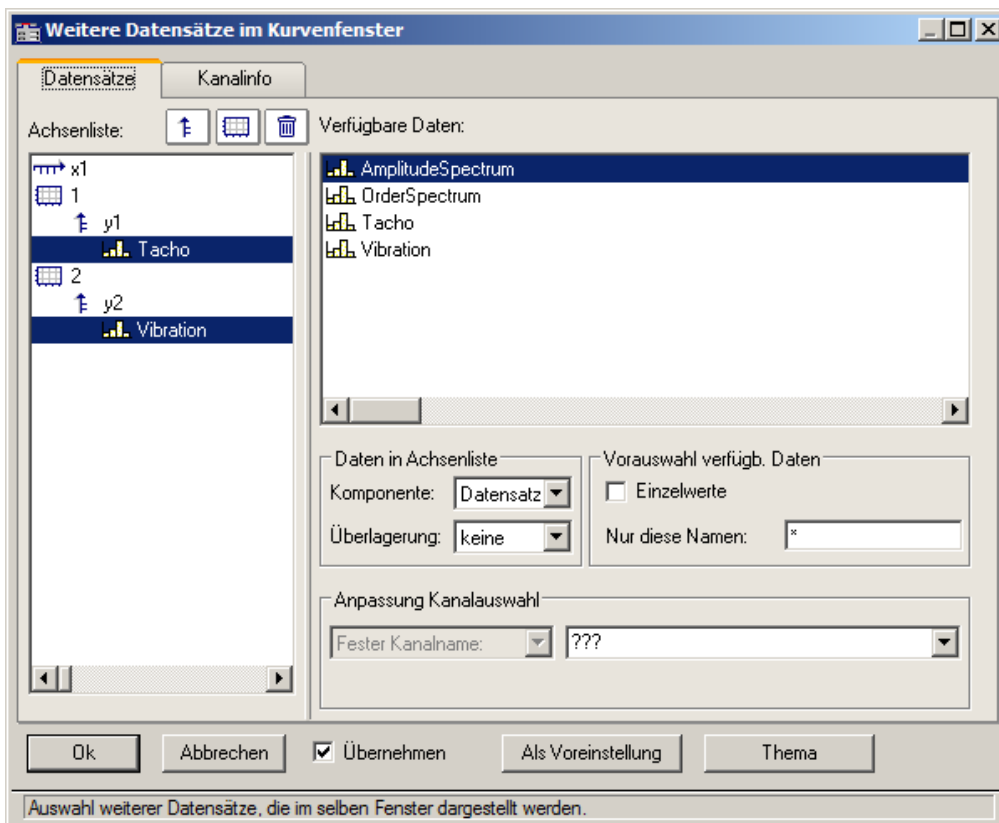 Weitere Datensätze im Kurvenfenster
Datensätze Kanalinfo
Achsenliste: Verfügbare Daten:
x1
1
y1
Tacho
2
y2
Vibration
AmplitudeSpectrum
OrderSpectrum
Tacho
Vibration
Daten in Achsenliste
Komponente: Datensatz
Überlagerung: keine
Vorauswahl verfügb. Daten
Einzelwerte
Nur diese Namen: *
Anpassung Kanalauswahl
Fester Kanalname: ???
Ok Abbrechen Übernehmen Als Voreinstellung Thema
Auswahl weiterer Datensätze, die im selben Fenster dargestellt werden.